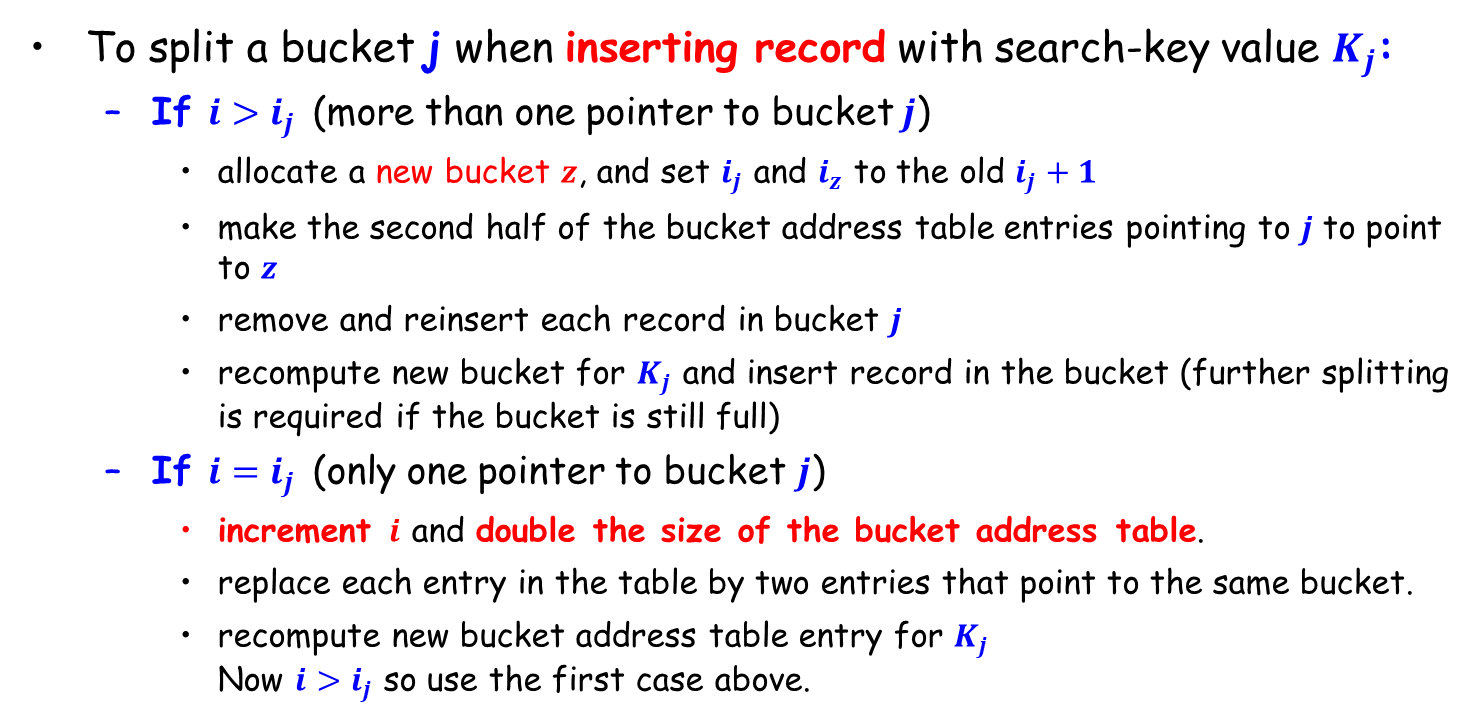 • To split a bucket j when inserting record with search-key value Kⱼ:
– If i > iⱼ (more than one pointer to bucket j)
• allocate a new bucket z, and set iⱼ and i_z to the old iⱼ + 1
• make the second half of the bucket address table entries pointing to j to point
to z
• remove and reinsert each record in bucket j
• recompute new bucket for Kⱼ and insert record in the bucket (further splitting
is required if the bucket is still full)
– If i = iⱼ (only one pointer to bucket j)
• increment i and double the size of the bucket address table.
• replace each entry in the table by two entries that point to the same bucket.
• recompute new bucket address table entry for Kⱼ
Now i > iⱼ so use the first case above.